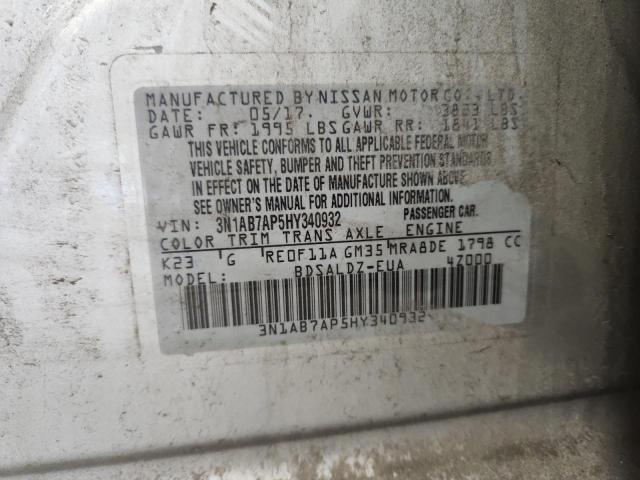 MANUFACTURED BY NISSAN MOTOR CO., LTD.
DATE: 05/17. GVWR: 3823 LBS
GAWR FR: 1995 LBS GAWR RR: 1841 LBS
THIS VEHICLE CONFORMS TO ALL APPLICABLE FEDERAL MOTOR
VEHICLE SAFETY, BUMPER AND THEFT PREVENTION STANDARDS
IN EFFECT ON THE DATE OF MANUFACTURE SHOWN ABOVE.
SEE OWNER'S MANUAL FOR ADDITIONAL INFORMATION.
VIN: 3N1AB7AP5HY340932 PASSENGER CAR.
COLOR TRIM TRANS AXLE ENGINE
K23 G RE0F11A GM35 MRA8DE 1798 CC
MODEL: BDSALDZ-EUA 4Z000
3N1AB7AP5HY340932